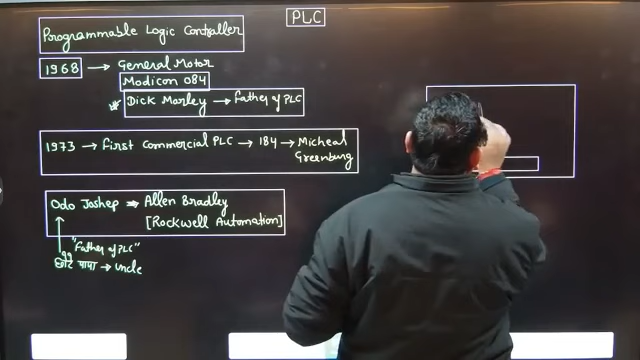 PLC
Programmable Logic Controller
1968 → General Motor
Modicon 084
* Dick Morley → Father of PLC
1973 → First Commercial PLC → 184 → Micheal
Greenburg
Odo Joshep → Allen Bradley
[Rockwell Automation]
"Father of PLC"
छोटे पापा → uncle